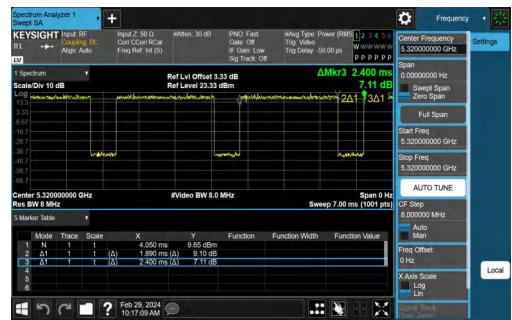 Spectrum Analyzer 1
Swept SA
+
Frequency
KEYSIGHT
Input: RF
Input Z: 50 Ω
#Atten: 30 dB
PNO: Fast
#Avg Type: Power (RMS
1 2 3 4 5 6
RL
Coupling: DC
Corr CCorr RCal
Gate: Off
Trig: Video
W W W W W W
Align: Auto
Freq Ref: Int (S)
IF Gain: Low
Trig Delay: -50.00 µs
P P P P P P
Sig Track: Off
LV
1 Spectrum
Ref Lvl Offset 3.33 dB
ΔMkr3 2.400 ms
Scale/Div 10 dB
Ref Level 23.33 dBm
7.11 dB
Log
13.3
3.33
-6.67
-16.7
-26.7
-36.7
-46.7
-56.7
-66.7
2Δ1
3Δ1
Center 5.320000000 GHz
#Video BW 8.0 MHz
Span 0 Hz
Res BW 8 MHz
Sweep 7.00 ms (1001 pts)
5 Marker Table
Mode Trace Scale X Y Function Function Width Function Value
1 N 1 t 4.050 ms 9.65 dBm
2 Δ1 1 t (Δ) 1.890 ms (Δ) 9.10 dB
3 Δ1 1 t (Δ) 2.400 ms (Δ) 7.11 dB
4
5
6
Feb 29, 2024
10:17:09 AM
?
Center Frequency
5.320000000 GHz
Settings
Span
0.00000000 Hz
Swept Span
Zero Span
Full Span
Start Freq
5.320000000 GHz
Stop Freq
5.320000000 GHz
AUTO TUNE
CF Step
8.000000 MHz
Auto
Man
Freq Offset
0 Hz
X Axis Scale
Log
Lin
Local
Signal Track
(Span Zoom)